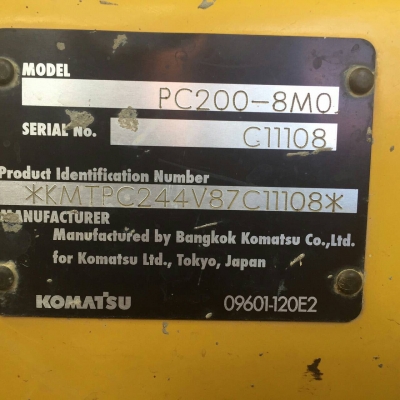 MODEL
PC200-8M0
SERIAL No.
C11108
Product Identification Number
*KMTPC244V87C11108*
MANUFACTURER
Manufactured by Bangkok Komatsu Co.,Ltd.
for Komatsu Ltd., Tokyo, Japan
KOMATSU
09601-120E2